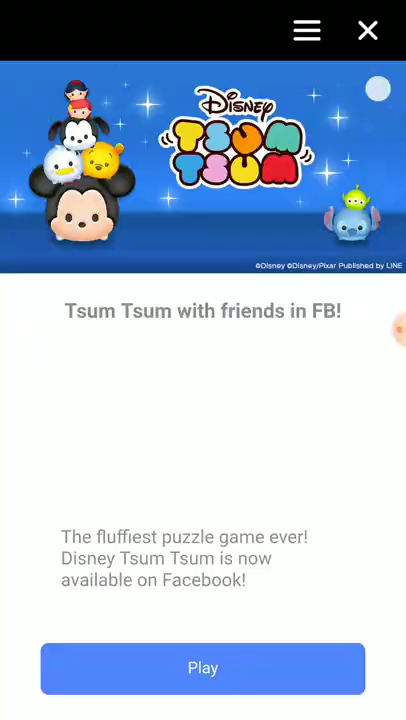 Disney
TSUM
TSUM
©Disney ©Disney/Pixar Published by LINE
Tsum Tsum with friends in FB!
The fluffiest puzzle game ever!
Disney Tsum Tsum is now
available on Facebook!
Play